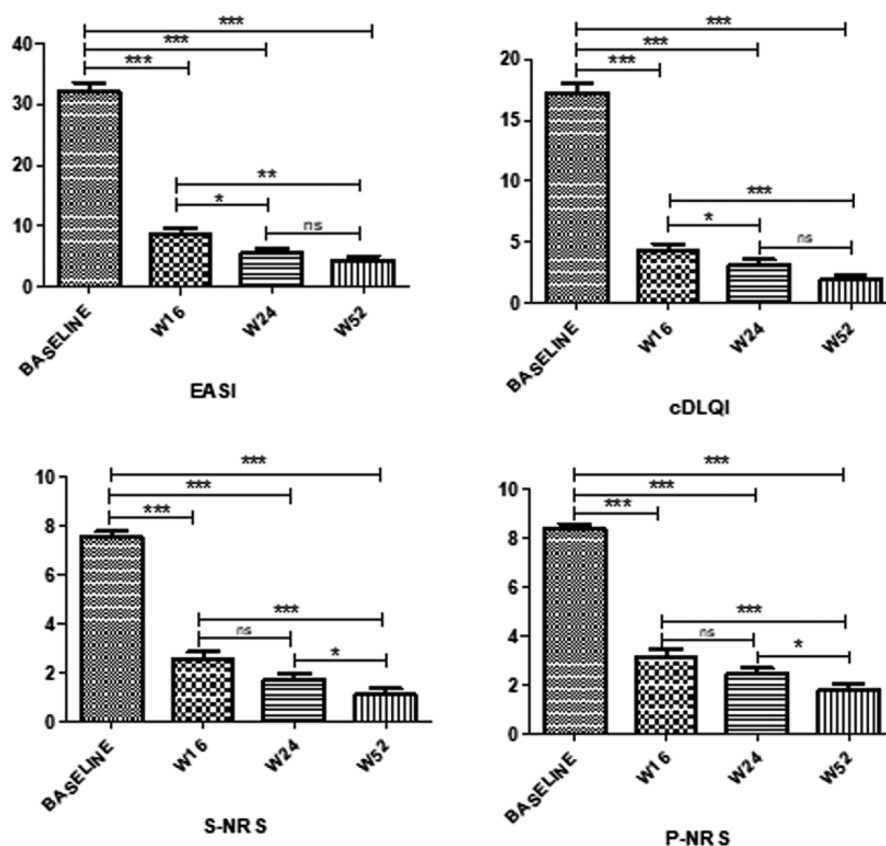 ***
***
***
40
30
20
10
0
**
*
ns
BASELINE
W16
W24
W52
EASI
***
***
***
20
15
10
5
0
***
*
ns
BASELINE
W16
W24
W52
cDLQI
***
***
***
10
8
6
4
2
0
***
ns
*
BASELINE
W16
W24
W52
S-NRS
***
***
***
10
8
6
4
2
0
***
ns
*
BASELINE
W16
W24
W52
P-NRS